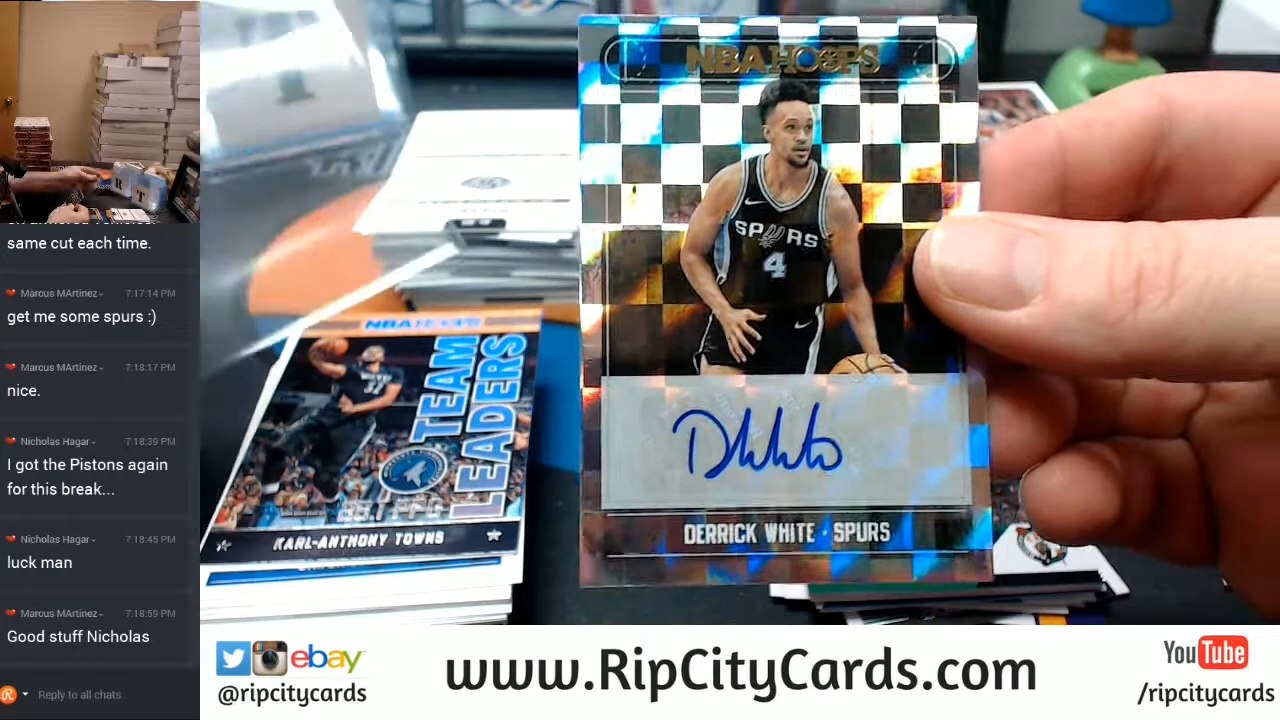 same cut each time.
Marcus MArtinez 7:17:14 PM
get me some spurs :)
Marcus MArtinez 7:18:17 PM
nice.
Nicholas Hagar 7:18:39 PM
I got the Pistons again
for this break...
Nicholas Hagar 7:18:45 PM
luck man
Marcus MArtinez 7:18:59 PM
Good stuff Nicholas
Reply to all chats
NBA HOOPS
TEAM
LEADERS
KARL-ANTHONY TOWNS
NBA HOOPS
SPURS
4
DERRICK WHITE · SPURS
R T
ebay
@ripcitycards
www.RipCityCards.com
YouTube
/ripcitycards